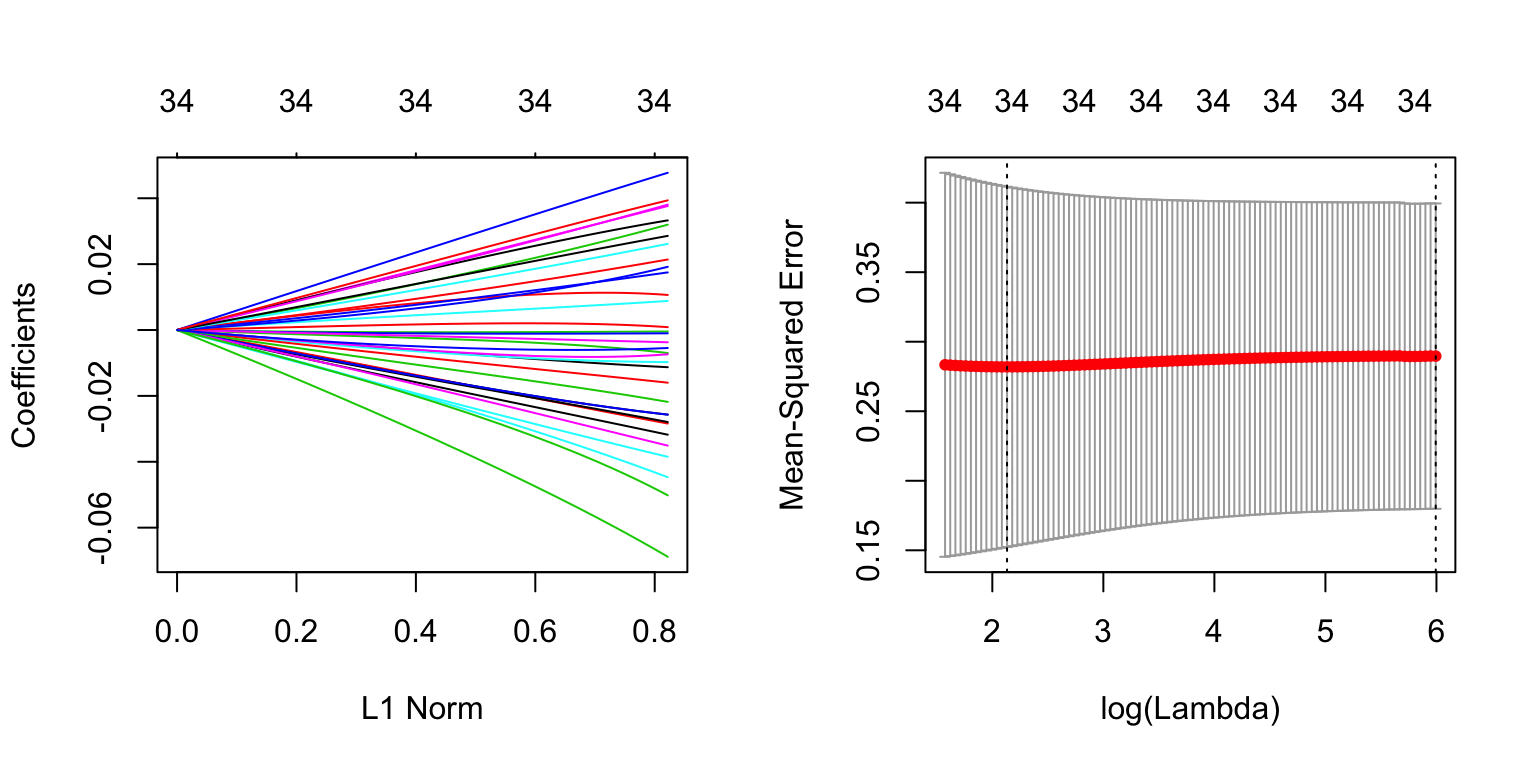 34 34 34 34 34
Coefficients
0.02
-0.02
-0.06
0.0 0.2 0.4 0.6 0.8
L1 Norm
34 34 34 34 34 34 34 34
Mean-Squared Error
0.35
0.25
0.15
2 3 4 5 6
log(Lambda)